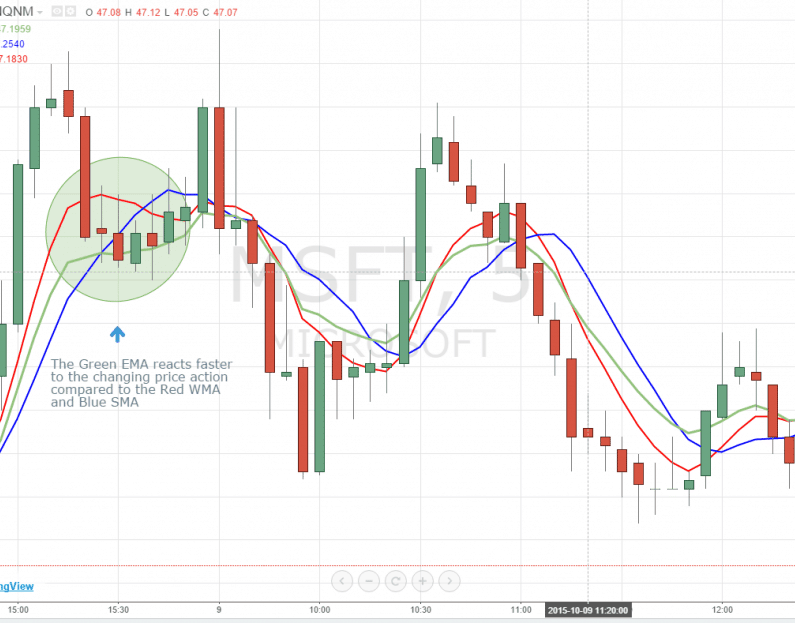 IQNM O 47.08 H 47.12 L 47.05 C 47.07
7.1959
.2540
7.1830
MSFT, 5
MICROSOFT
The Green EMA reacts faster
to the changing price action
compared to the Red WMA
and Blue SMA
ngView
15:00 15:30 9 10:00 10:30 11:00 2015-10-09 11:20:00 12:00